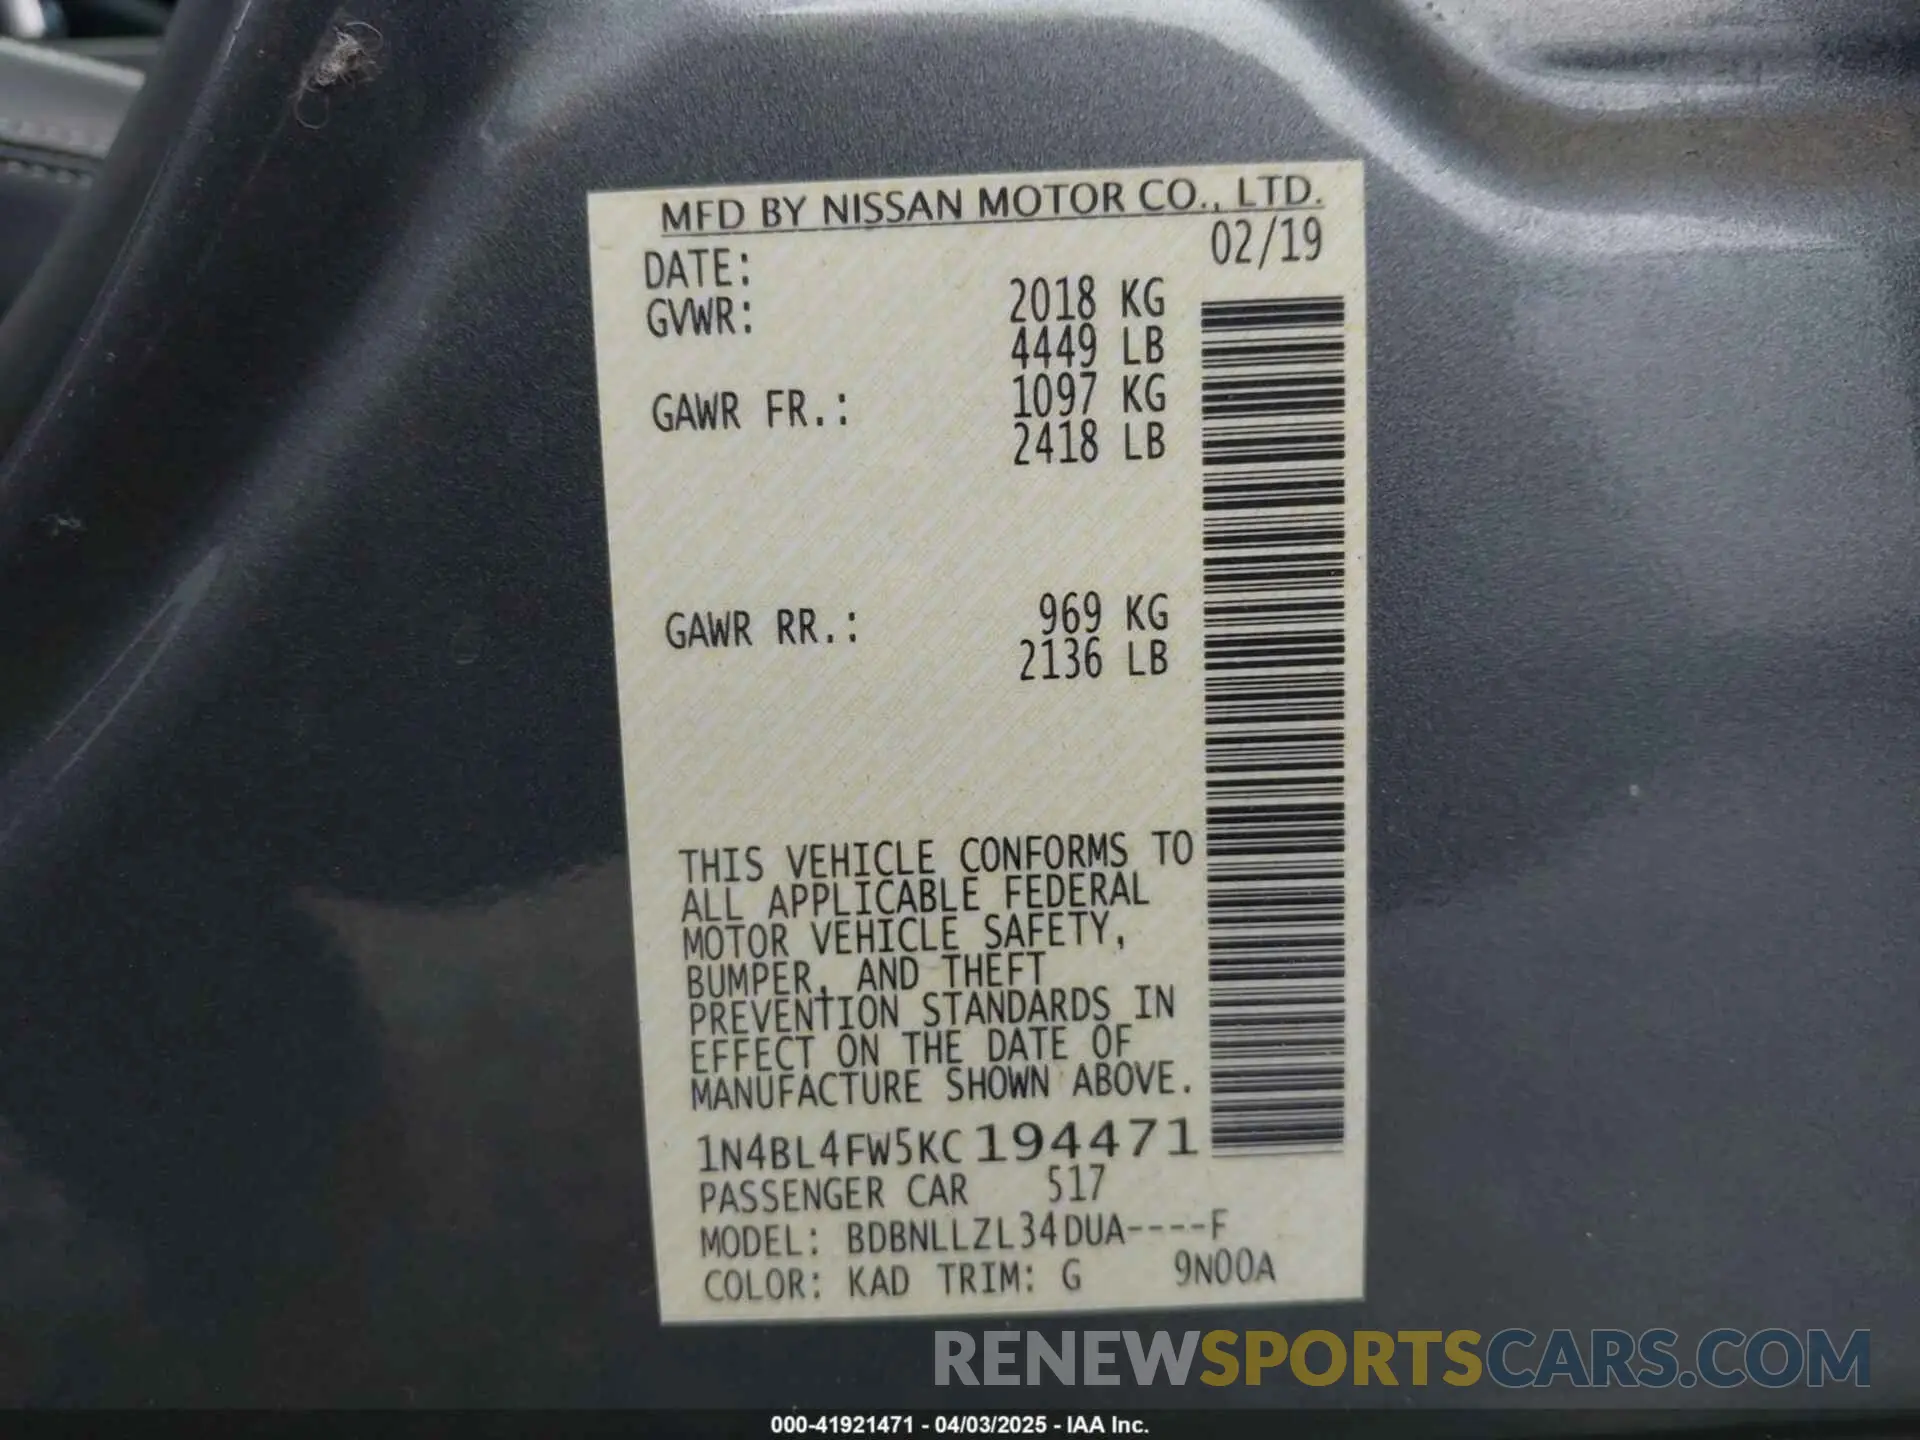 MFD BY NISSAN MOTOR CO., LTD.
DATE: 02/19
GVWR: 2018 KG
4449 LB
GAWR FR.: 1097 KG
2418 LB
GAWR RR.: 969 KG
2136 LB
THIS VEHICLE CONFORMS TO
ALL APPLICABLE FEDERAL
MOTOR VEHICLE SAFETY,
BUMPER, AND THEFT
PREVENTION STANDARDS IN
EFFECT ON THE DATE OF
MANUFACTURE SHOWN ABOVE.
1N4BL4FW5KC194471
PASSENGER CAR 517
MODEL: BDBNLLZL34DUA----F
COLOR: KAD TRIM: G 9N00A
RENEWSPORTSCARS.COM
000-41921471 - 04/03/2025 - IAA Inc.